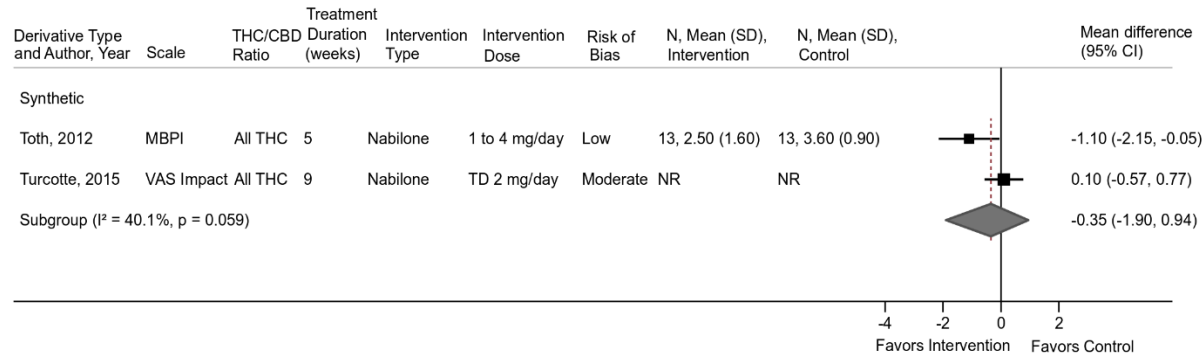 Derivative Type and Author, Year Scale THC/CBD Ratio Treatment Duration (weeks) Intervention Type Intervention Dose Risk of Bias N, Mean (SD), Intervention N, Mean (SD), Control Mean difference (95% CI)
Synthetic
Toth, 2012 MBPI All THC 5 Nabilone 1 to 4 mg/day Low 13, 2.50 (1.60) 13, 3.60 (0.90) -1.10 (-2.15, -0.05)
Turcotte, 2015 VAS Impact All THC 9 Nabilone TD 2 mg/day Moderate NR NR 0.10 (-0.57, 0.77)
Subgroup (I² = 40.1%, p = 0.059) -0.35 (-1.90, 0.94)
-4 -2 0 2
Favors Intervention Favors Control